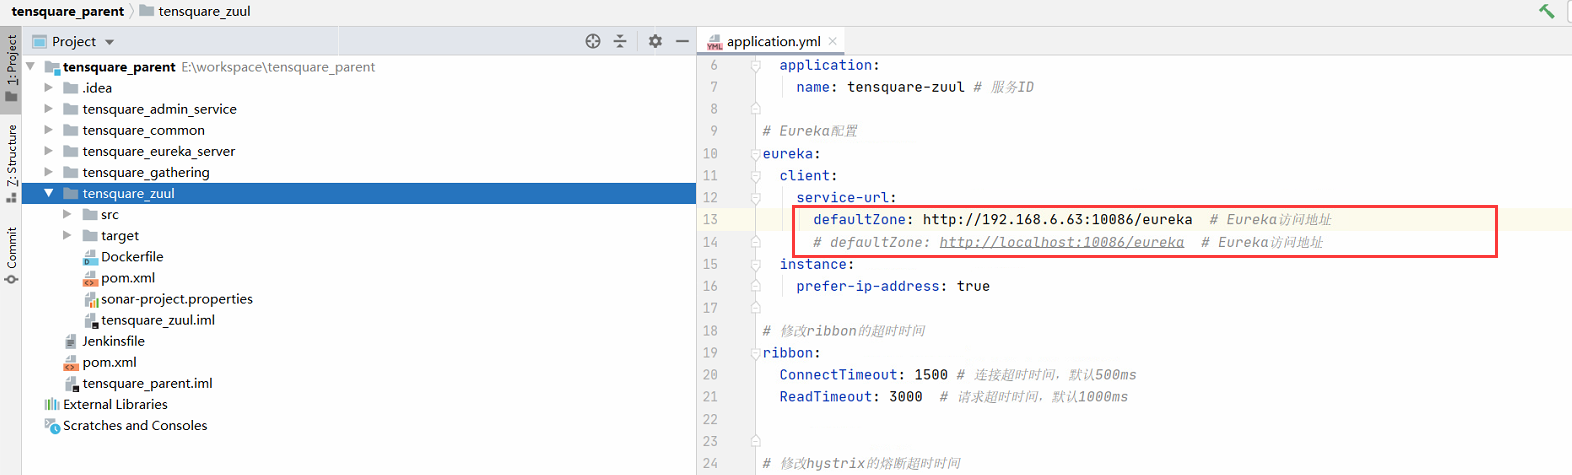 tensquare_parent tensquare_zuul
1: Project
Z: Structure
Commit
Project
tensquare_parent E:\workspace\tensquare_parent
.idea
tensquare_admin_service
tensquare_common
tensquare_eureka_server
tensquare_gathering
tensquare_zuul
src
target
Dockerfile
pom.xml
sonar-project.properties
tensquare_zuul.iml
Jenkinsfile
pom.xml
tensquare_parent.iml
External Libraries
Scratches and Consoles
application.yml
6 application:
7 name: tensquare-zuul # 服务ID
8
9 # Eureka配置
10 eureka:
11 client:
12 service-url:
13 defaultZone: http://192.168.6.63:10086/eureka # Eureka访问地址
14 # defaultZone: http://localhost:10086/eureka # Eureka访问地址
15 instance:
16 prefer-ip-address: true
17
18 # 修改ribbon的超时时间
19 ribbon:
20 ConnectTimeout: 1500 # 连接超时时间，默认500ms
21 ReadTimeout: 3000 # 请求超时时间，默认1000ms
22
23
24 # 修改hystrix的熔断超时时间